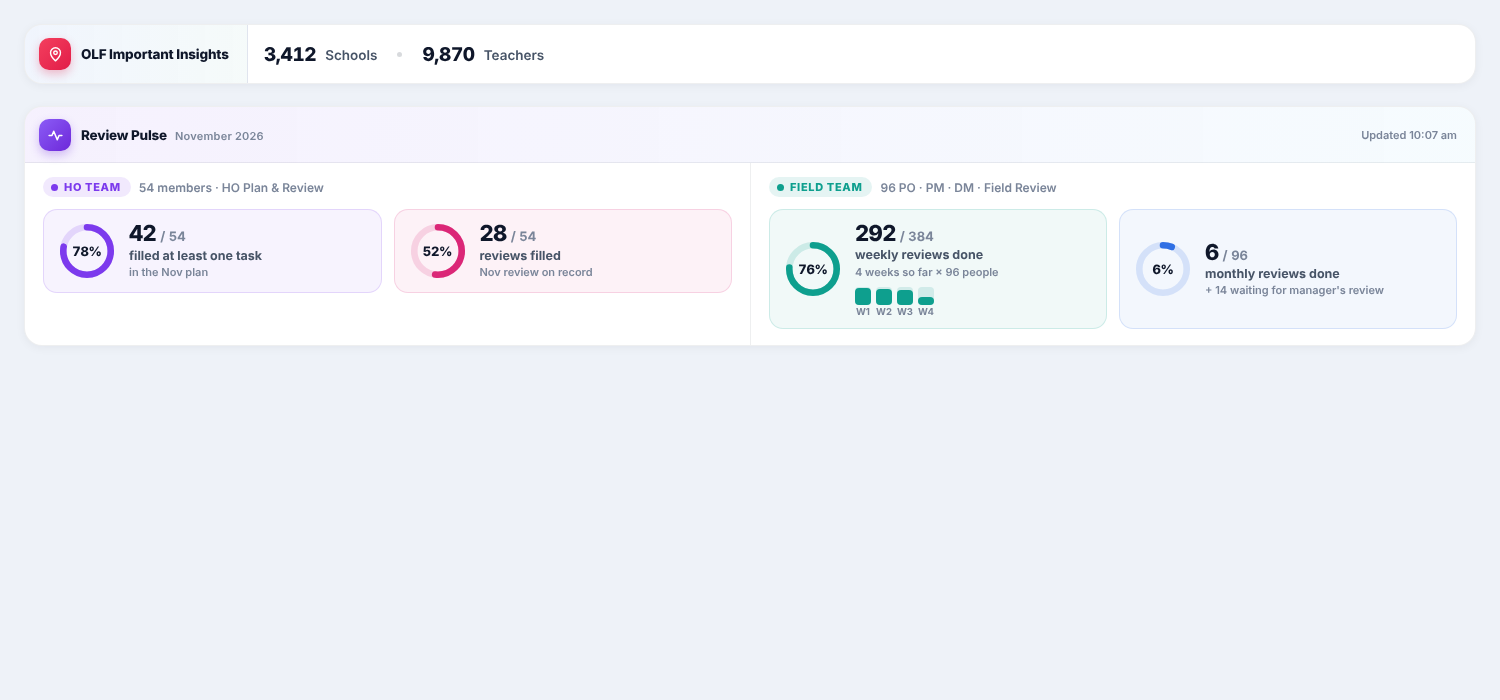 OLF Important Insights
3,412 Schools • 9,870 Teachers
Review Pulse November 2026
Updated 10:07 am
HO TEAM 54 members · HO Plan & Review
78%
42 / 54
filled at least one task
in the Nov plan
52%
28 / 54
reviews filled
Nov review on record
FIELD TEAM 96 PO · PM · DM · Field Review
76%
292 / 384
weekly reviews done
4 weeks so far × 96 people
W1 W2 W3 W4
6%
6 / 96
monthly reviews done
+ 14 waiting for manager's review